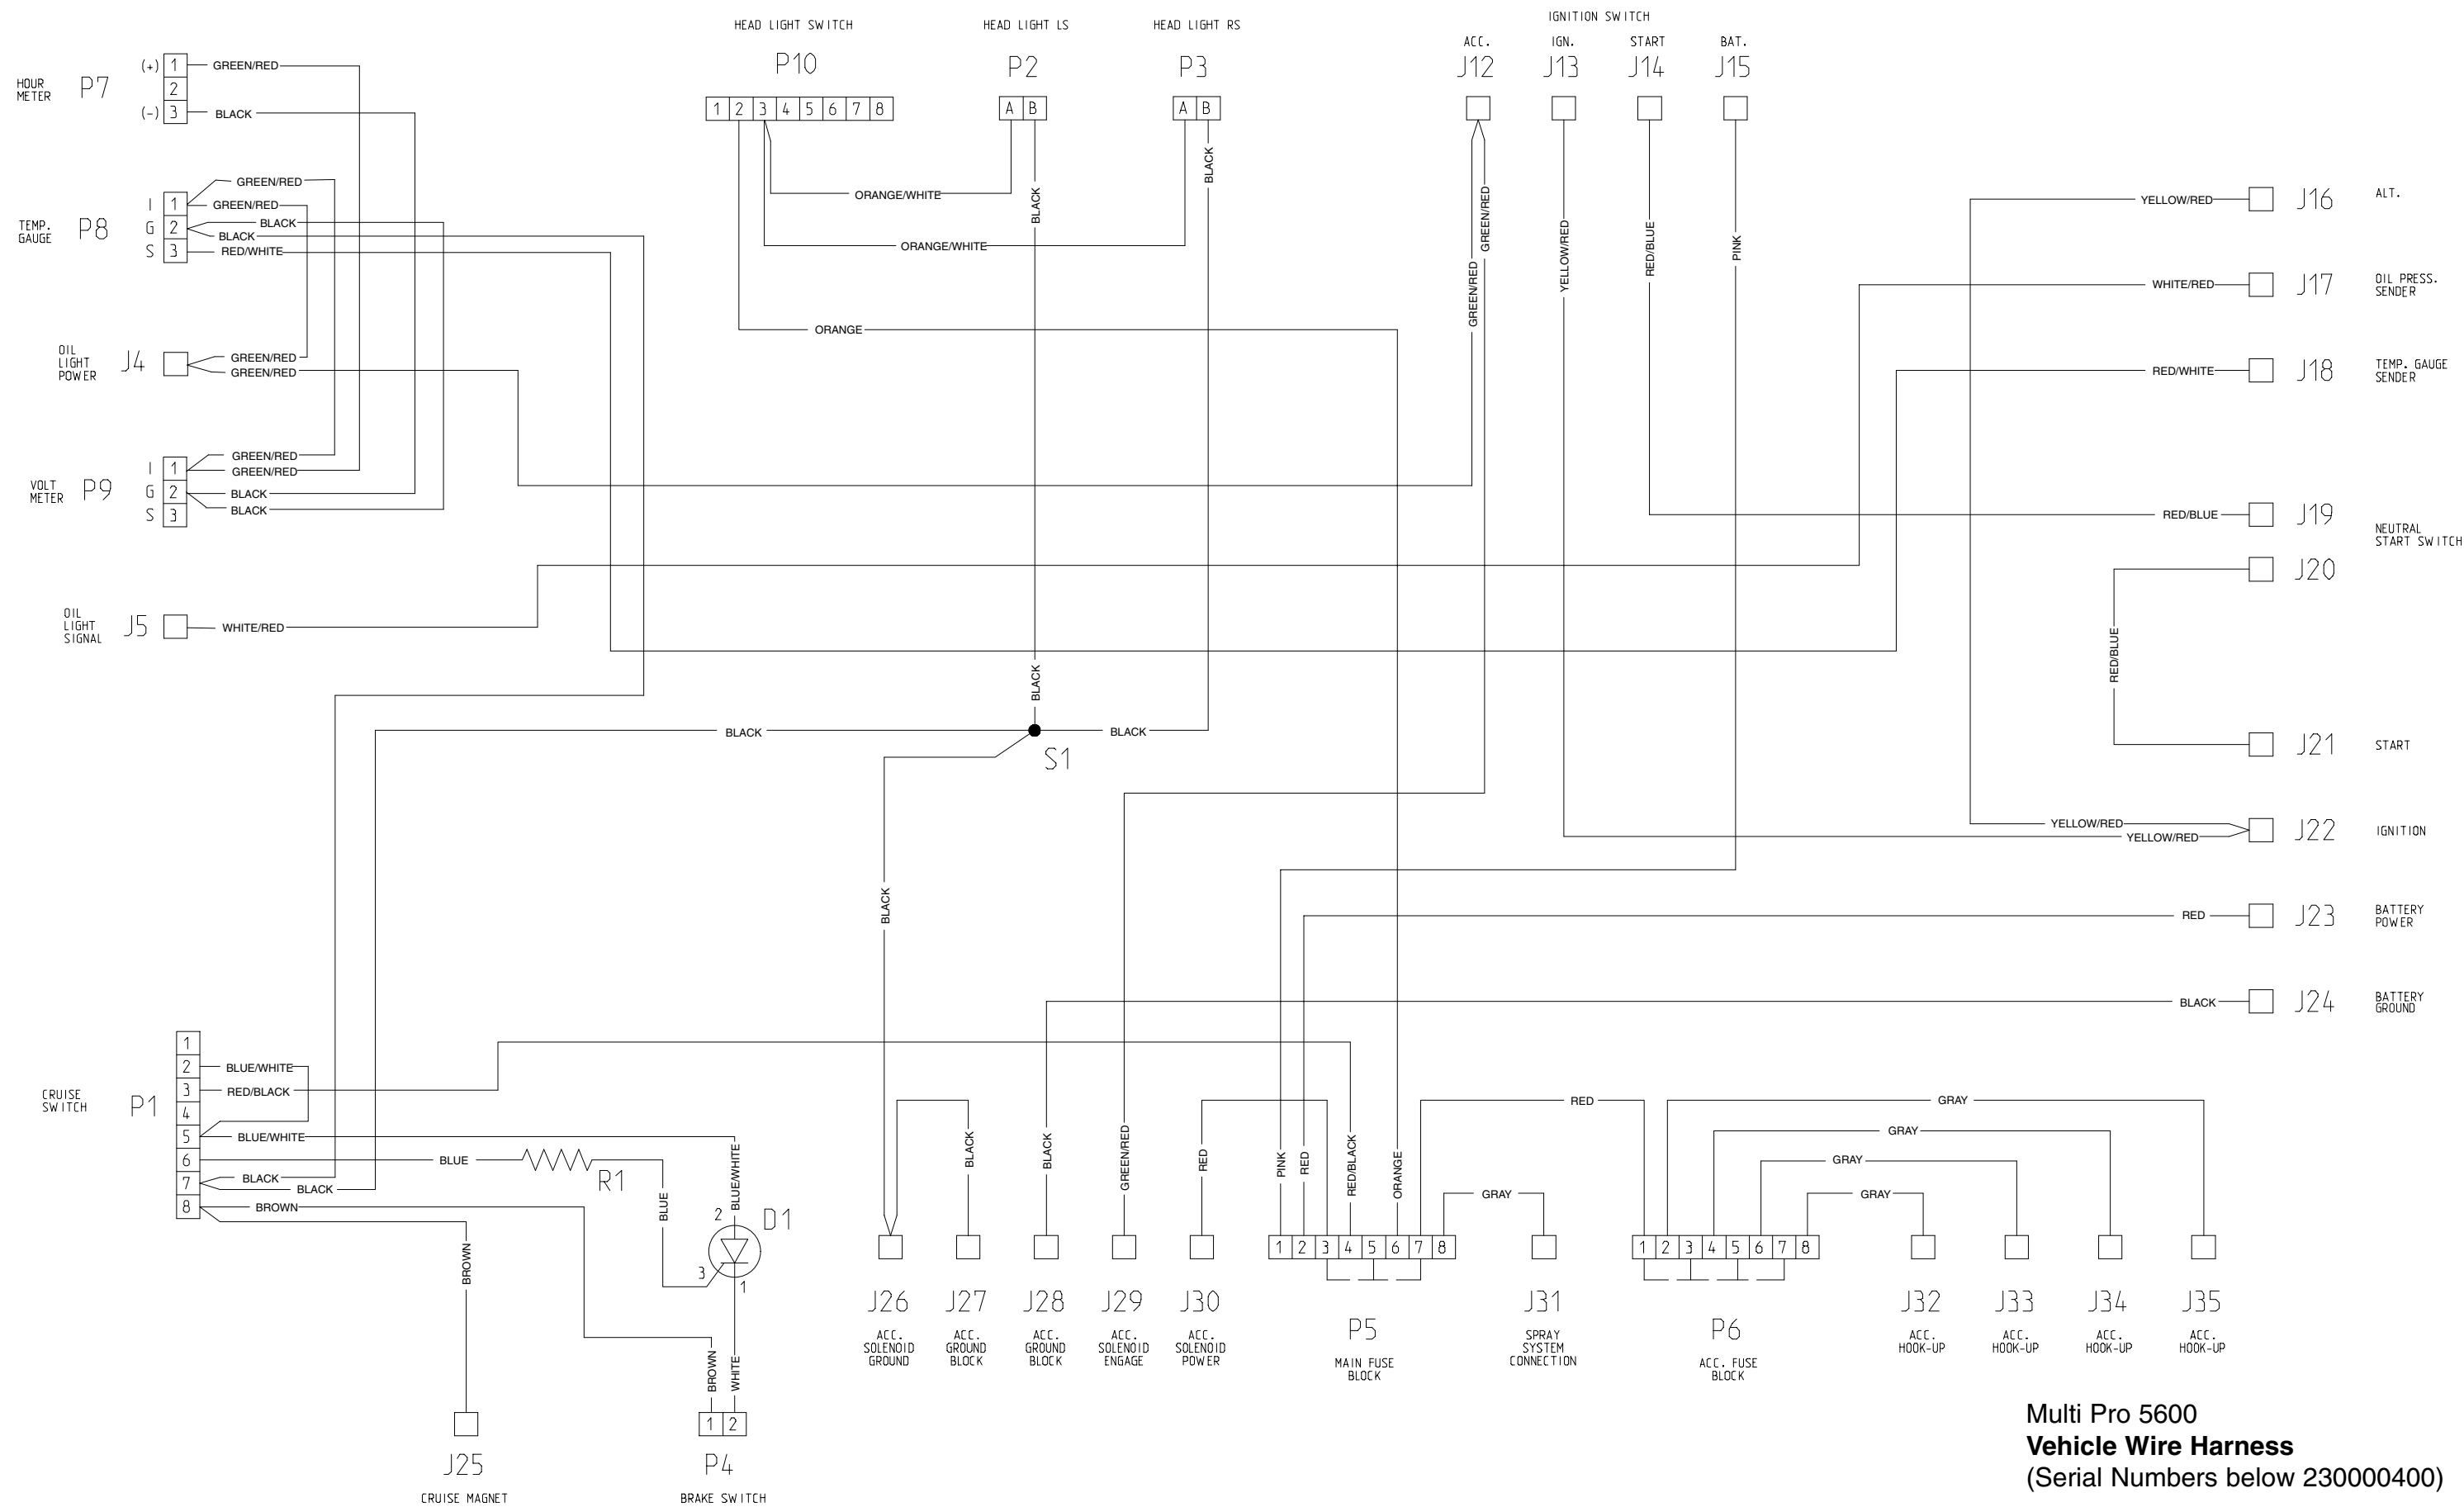 HEAD LIGHT SWITCH
P10
1 2 3 4 5 6 7 8
HEAD LIGHT LS
P2
A B
HEAD LIGHT RS
P3
A B
IGNITION SWITCH
ACC. IGN. START BAT.
J12 J13 J14 J15
HOUR
METER
P7
(+) 1 GREEN/RED
2
(-) 3 BLACK
TEMP.
GAUGE
P8
GREEN/RED
I 1 GREEN/RED
G 2 BLACK
BLACK
S 3 RED/WHITE
OIL
LIGHT
POWER
J4
GREEN/RED
GREEN/RED
VOLT
METER
P9
I 1 GREEN/RED
GREEN/RED
G 2 BLACK
S 3 BLACK
OIL
LIGHT
SIGNAL
J5
WHITE/RED
ORANGE/WHITE
ORANGE/WHITE
ORANGE
BLACK
BLACK
BLACK
GREEN/RED
GREEN/RED
YELLOW/RED
RED/BLUE
PINK
BLACK
BLACK
S1
BLACK
YELLOW/RED
J16
ALT.
WHITE/RED
J17
OIL PRESS.
SENDER
RED/WHITE
J18
TEMP. GAUGE
SENDER
RED/BLUE
J19
NEUTRAL
START SWITCH
J20
RED/BLUE
J21
START
YELLOW/RED
YELLOW/RED
J22
IGNITION
RED
J23
BATTERY
POWER
BLACK
J24
BATTERY
GROUND
CRUISE
SWITCH
P1
1
2 BLUE/WHITE
3 RED/BLACK
4
5 BLUE/WHITE
6 BLUE
7 BLACK
BLACK
8 BROWN
R1
BLUE
BLUE/WHITE
2
D1
3
1
BROWN
BROWN
WHITE
J25
CRUISE MAGNET
1 2
P4
BRAKE SWITCH
BLACK
BLACK
GREEN/RED
RED
PINK
RED
RED/BLACK
ORANGE
GRAY
RED
GRAY
GRAY
GRAY
GRAY
J26
ACC.
SOLENOID
GROUND
J27
ACC.
GROUND
BLOCK
J28
ACC.
GROUND
BLOCK
J29
ACC.
SOLENOID
ENGAGE
J30
ACC.
SOLENOID
POWER
1 2 3 4 5 6 7 8
P5
MAIN FUSE
BLOCK
J31
SPRAY
SYSTEM
CONNECTION
1 2 3 4 5 6 7 8
P6
ACC. FUSE
BLOCK
J32
ACC.
HOOK-UP
J33
ACC.
HOOK-UP
J34
ACC.
HOOK-UP
J35
ACC.
HOOK-UP
Multi Pro 5600
Vehicle Wire Harness
(Serial Numbers below 230000400)